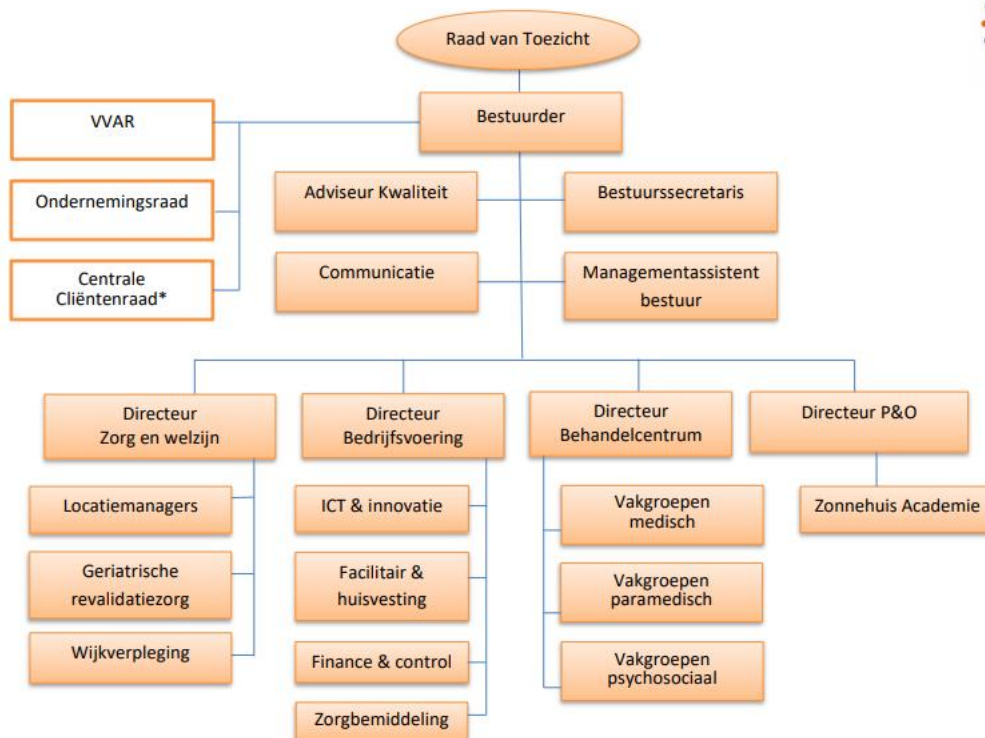 Raad van Toezicht
Bestuurder
VVAR
Ondernemingsraad
Centrale
Cliëntenraad*
Adviseur Kwaliteit
Bestuurssecretaris
Communicatie
Managementassistent
bestuur
Directeur
Zorg en welzijn
Directeur
Bedrijfsvoering
Directeur
Behandelcentrum
Directeur P&O
Locatiemanagers
Geriatrische
revalidatiezorg
Wijkverpleging
ICT & innovatie
Facilitair &
huisvesting
Finance & control
Zorgbemiddeling
Vakgroepen
medisch
Vakgroepen
paramedisch
Vakgroepen
psychosociaal
Zonnehuis Academie